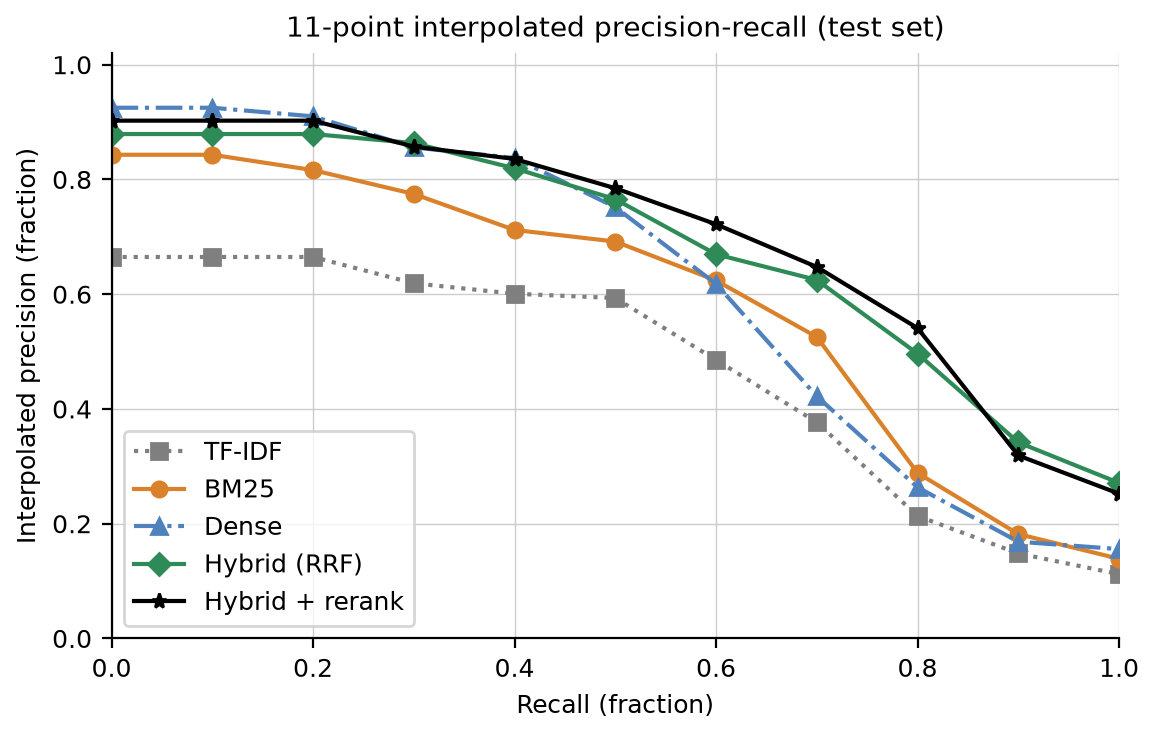 11-point interpolated precision-recall (test set)
Interpolated precision (fraction)
1.0
0.8
0.6
0.4
0.2
0.0
TF-IDF
BM25
Dense
Hybrid (RRF)
Hybrid + rerank
0.0 0.2 0.4 0.6 0.8 1.0
Recall (fraction)